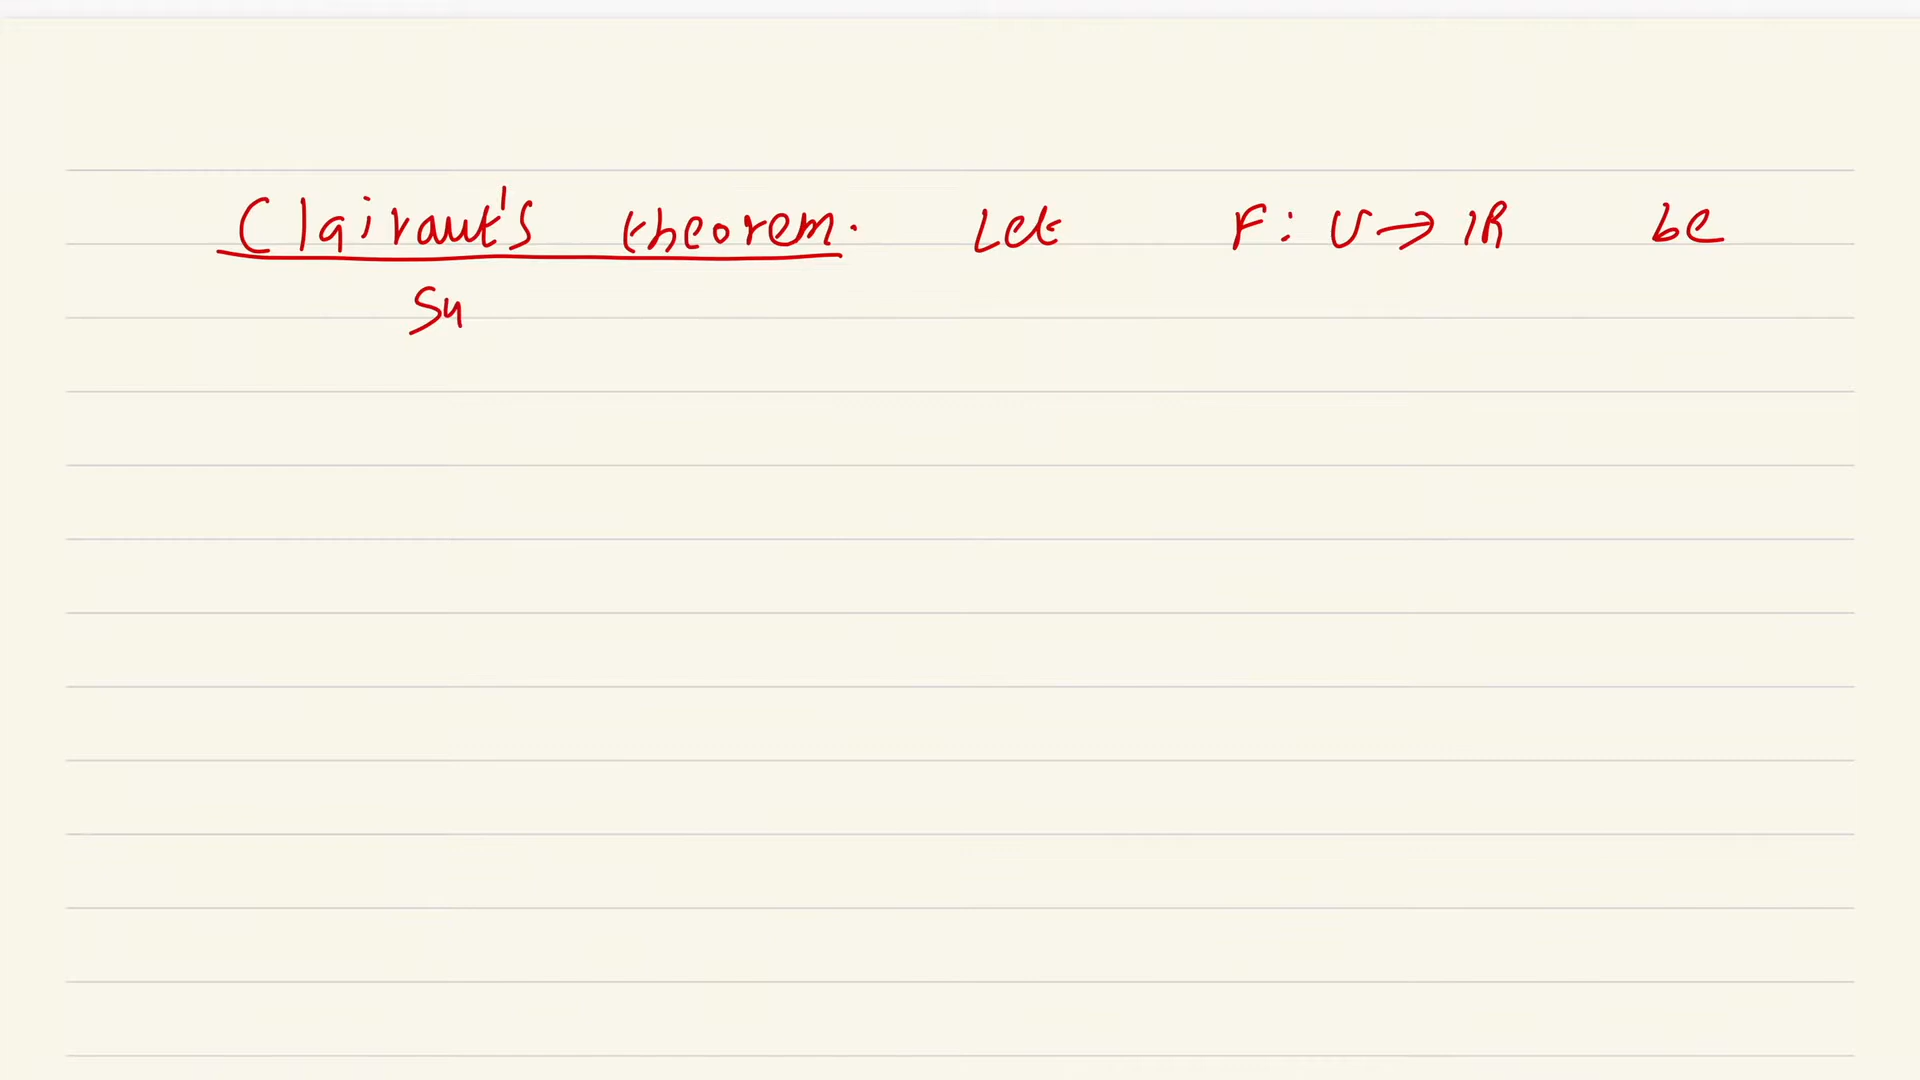 Clairaut's theorem. Let F: U → ℝ be
Su